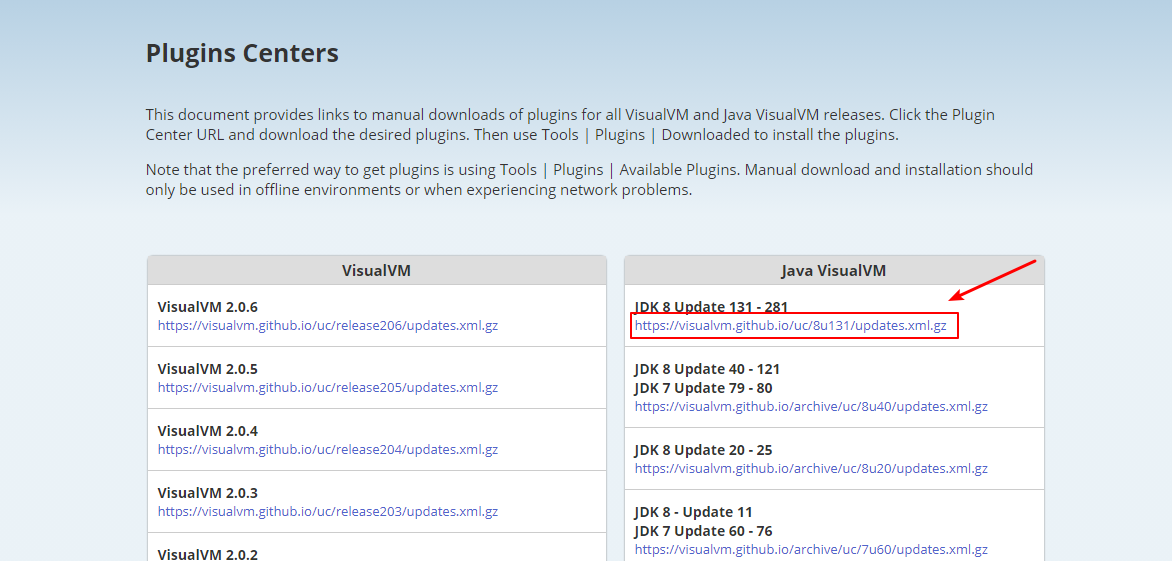 Plugins Centers
This document provides links to manual downloads of plugins for all VisualVM and Java VisualVM releases. Click the Plugin
Center URL and download the desired plugins. Then use Tools | Plugins | Downloaded to install the plugins.
Note that the preferred way to get plugins is using Tools | Plugins | Available Plugins. Manual download and installation should
only be used in offline environments or when experiencing network problems.
VisualVM
VisualVM 2.0.6
https://visualvm.github.io/uc/release206/updates.xml.gz
VisualVM 2.0.5
https://visualvm.github.io/uc/release205/updates.xml.gz
VisualVM 2.0.4
https://visualvm.github.io/uc/release204/updates.xml.gz
VisualVM 2.0.3
https://visualvm.github.io/uc/release203/updates.xml.gz
VisualVM 2.0.2
Java VisualVM
JDK 8 Update 131 - 281
https://visualvm.github.io/uc/8u131/updates.xml.gz
JDK 8 Update 40 - 121
JDK 7 Update 79 - 80
https://visualvm.github.io/archive/uc/8u40/updates.xml.gz
JDK 8 Update 20 - 25
https://visualvm.github.io/archive/uc/8u20/updates.xml.gz
JDK 8 - Update 11
JDK 7 Update 60 - 76
https://visualvm.github.io/archive/uc/7u60/updates.xml.gz